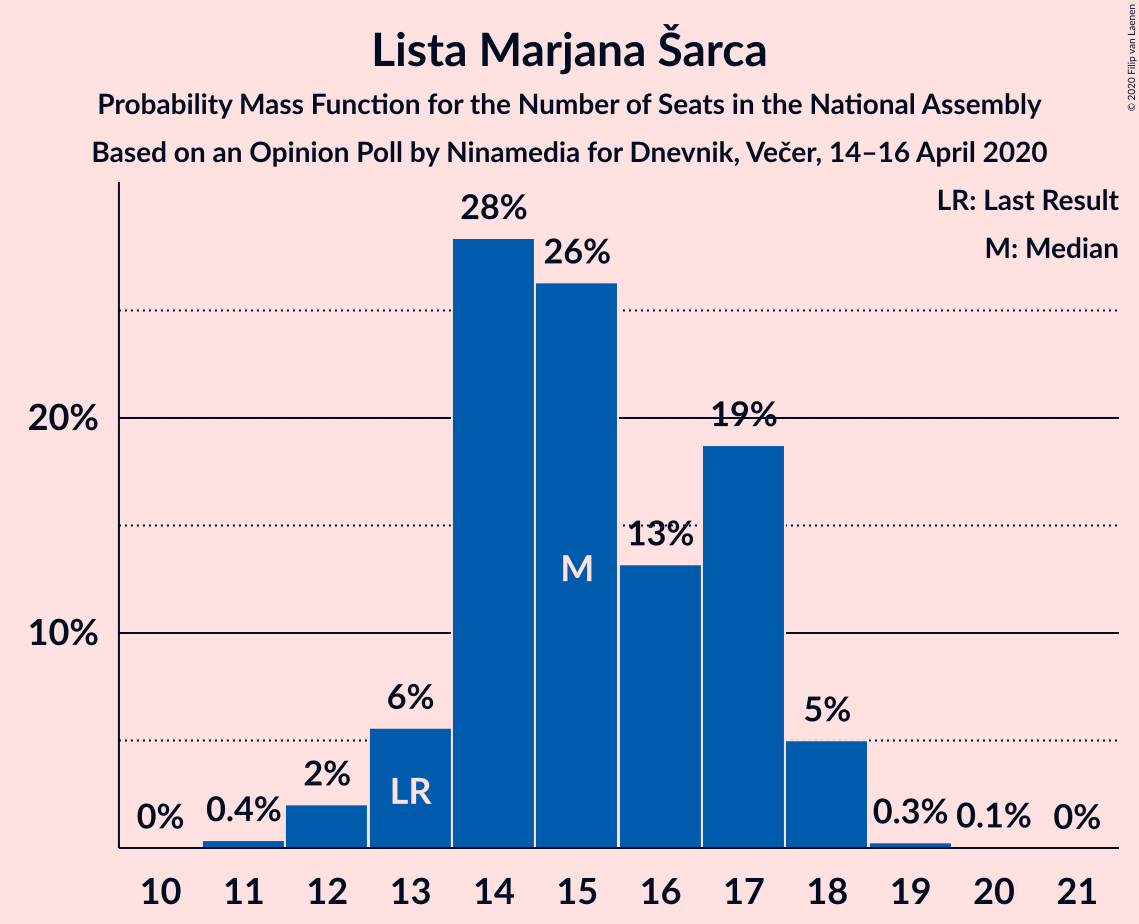 Lista Marjana Šarca
Probability Mass Function for the Number of Seats in the National Assembly
Based on an Opinion Poll by Ninamedia for Dnevnik, Večer, 14–16 April 2020
© 2020 Filip van Laenen
LR: Last Result
M: Median
20%
10%
0%
0.4%
2%
6%
28%
26%
13%
19%
5%
0.3%
0.1%
0%
LR
M
10 11 12 13 14 15 16 17 18 19 20 21